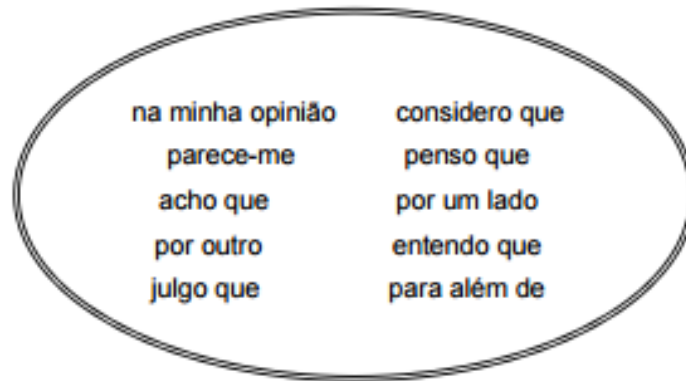 na minha opinião considero que
parece-me penso que
acho que por um lado
por outro entendo que
julgo que para além de